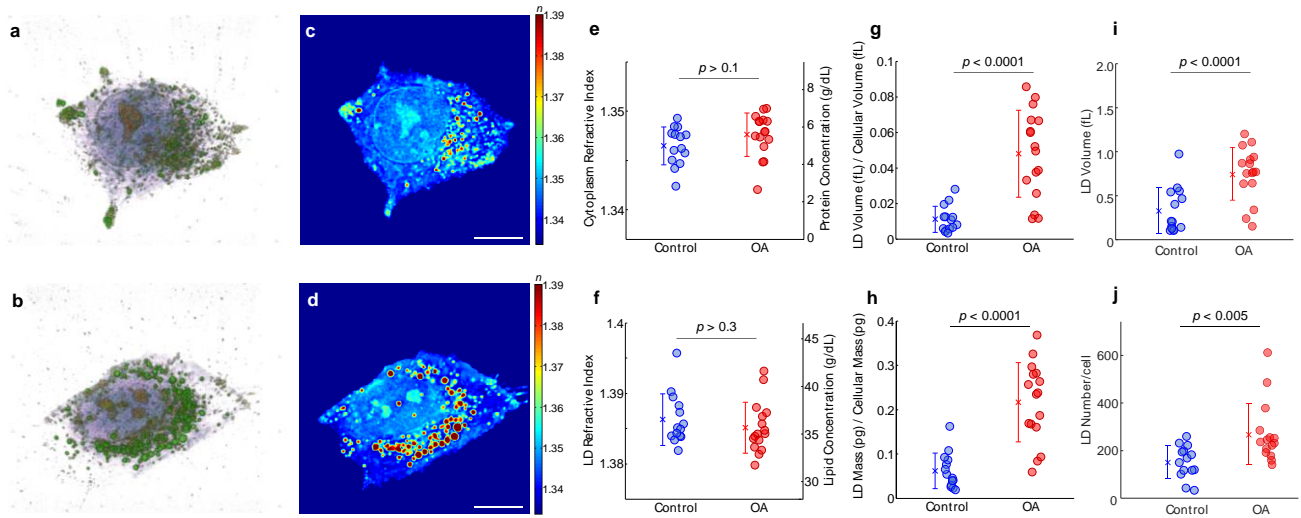 a
c
n
1.39
1.38
1.37
1.36
1.35
1.34
e
p > 0.1
Cytoplasm Refractive Index
1.35
1.34
Protein Concentration (g/dL)
8
6
4
2
0
Control
OA
g
p < 0.0001
LD Volume (fL) / Cellular Volume (fL)
0.1
0.08
0.06
0.04
0.02
0
Control
OA
i
p < 0.0001
LD Volume (fL)
2.0
1.5
1.0
0.5
0
Control
OA
b
d
n
1.39
1.38
1.37
1.36
1.35
1.34
f
p > 0.3
LD Refractive Index
1.4
1.39
1.38
Lipid Concentration (g/dL)
45
40
35
30
Control
OA
h
p < 0.0001
LD Mass (pg) / Cellular Mass (pg)
0.4
0.3
0.2
0.1
0
Control
OA
j
p < 0.005
LD Number/cell
600
400
200
0
Control
OA